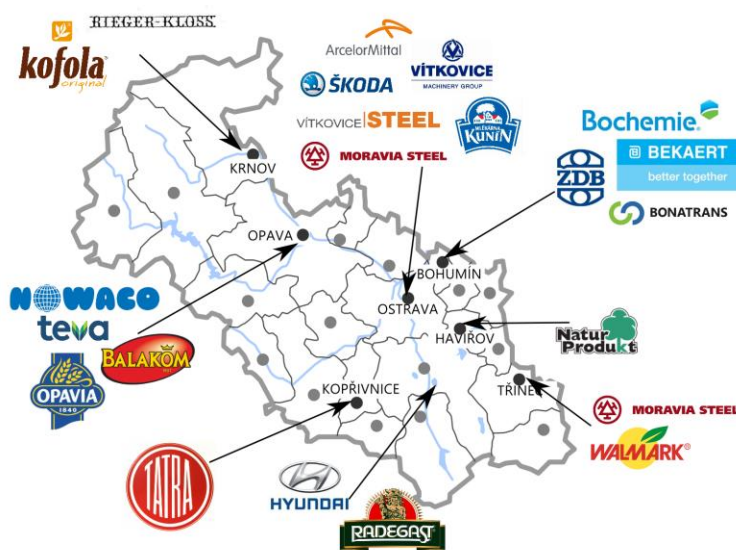 RIEGER-KLOSS
kofola
original
ArcelorMittal
VÍTKOVICE
MACHINERY GROUP
ŠKODA
VÍTKOVICE STEEL
MLÉKÁRNA
KUNÍN
MORAVIA STEEL
Bochemie
ZDB
BEKAERT
better together
BONATRANS
KRNOV
OPAVA
BOHUMÍN
OSTRAVA
HAVÍŘOV
KOPŘIVNICE
TŘINE
NOWACO
teva
BALAKOM
OPAVIA
1840
Natur
Produkt
MORAVIA STEEL
WALMARK®
TATRA
HYUNDAI
RADEGAST